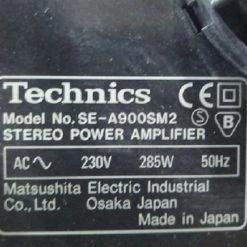 Technics CE
Model No. SE-A900SM2 S B
STEREO POWER AMPLIFIER
AC∿ 230V 285W 50Hz
Matsushita Electric Industrial
Co., Ltd. Osaka Japan
Made in Japan